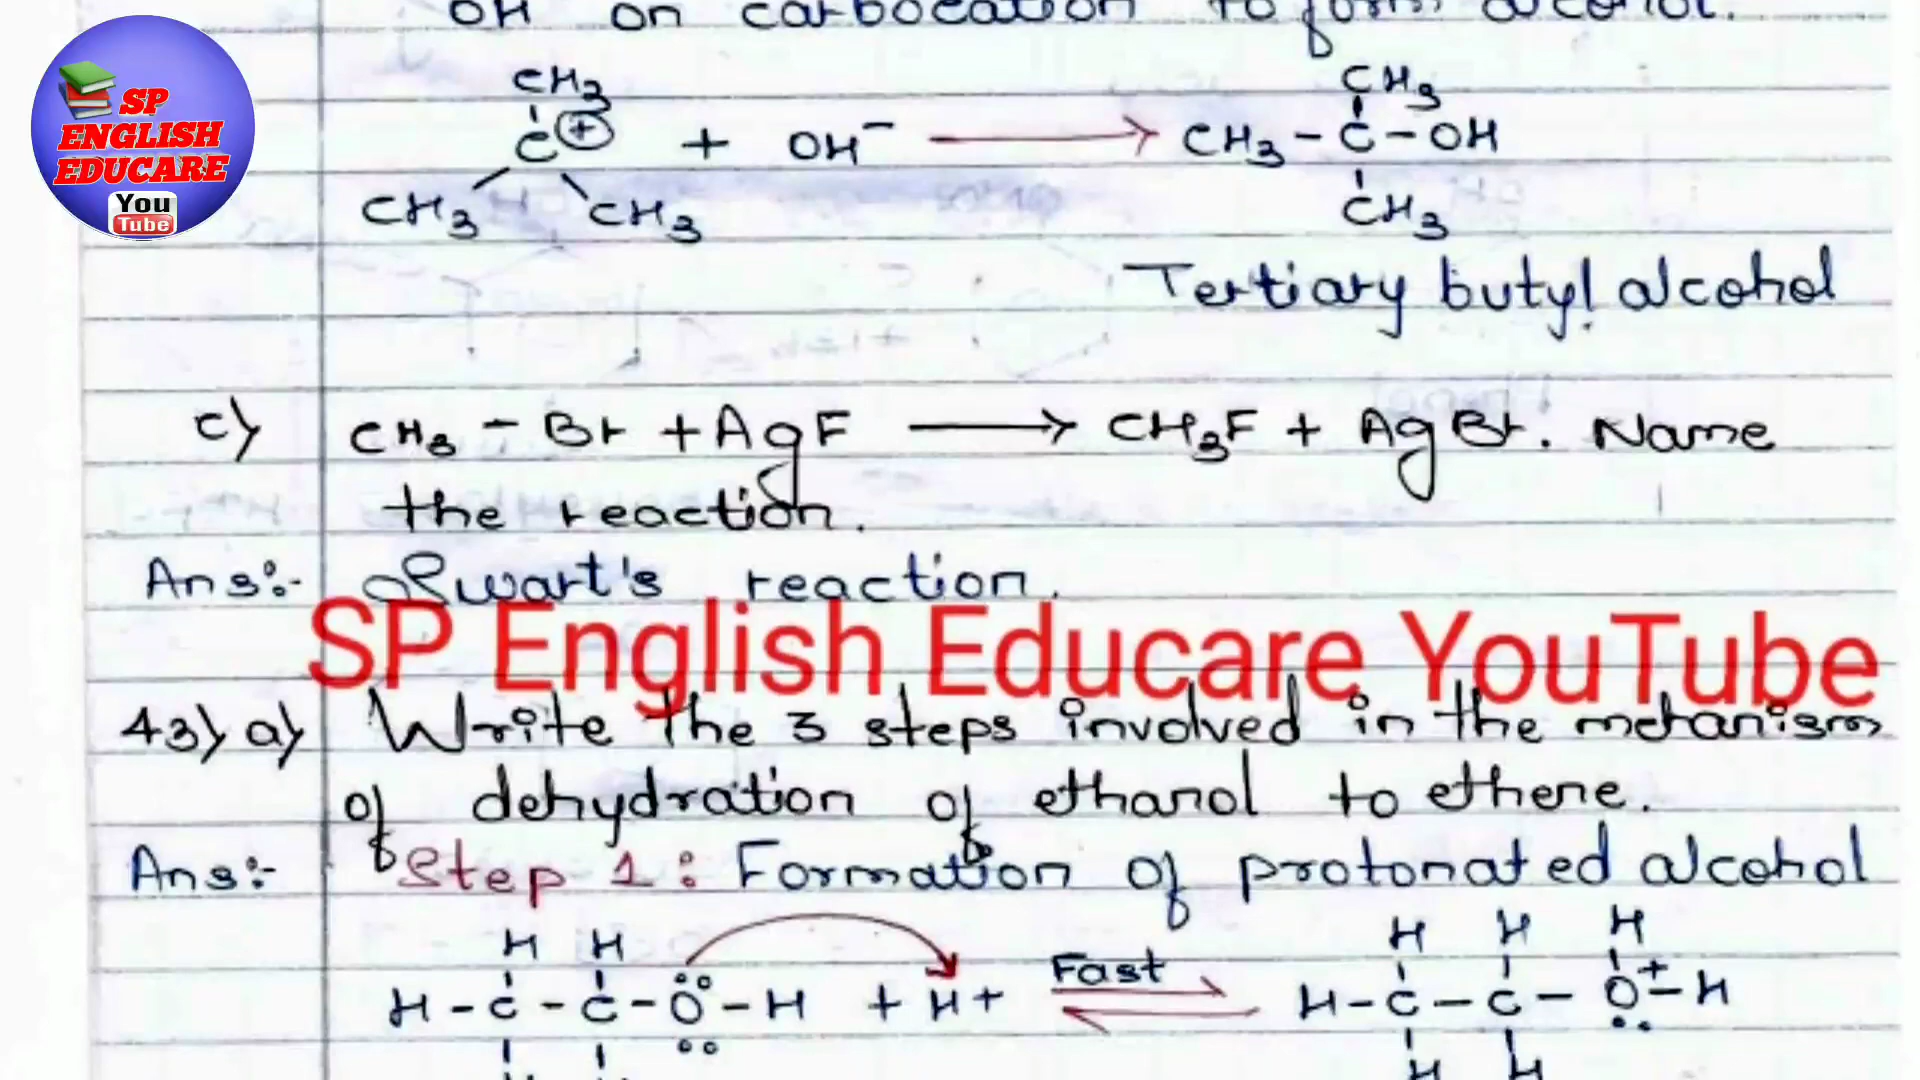 OH on carbocation to form alcohol.
SP
ENGLISH
EDUCARE
You
Tube
CH3
C⊕ + OH⁻ ⟶ CH3 - C - OH
CH3 CH3
CH3
CH3
Tertiary butyl alcohol
c) CH3 - Br + AgF ⟶ CH3F + AgBr. Name
the reaction.
Ans:- Swart's reaction.
SP English Educare YouTube
43) a) Write the 3 steps involved in the mechanism
of dehydration of ethanol to ethene.
Ans:- Step 1: Formation of protonated alcohol
H H H H H
H - C - C - O - H + H+ Fast ⇌ H - C - C - O+ - H
H H H H